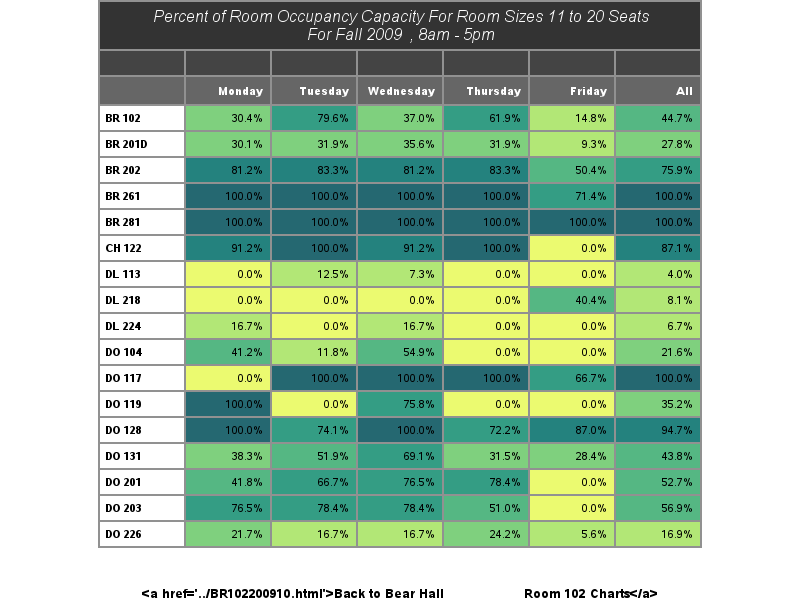 Percent of Room Occupancy Capacity For Room Sizes 11 to 20 Seats
For Fall 2009 , 8am - 5pm
Monday Tuesday Wednesday Thursday Friday All
BR 102 30.4% 79.6% 37.0% 61.9% 14.8% 44.7%
BR 201D 30.1% 31.9% 35.6% 31.9% 9.3% 27.8%
BR 202 81.2% 83.3% 81.2% 83.3% 50.4% 75.9%
BR 261 100.0% 100.0% 100.0% 100.0% 71.4% 100.0%
BR 281 100.0% 100.0% 100.0% 100.0% 100.0% 100.0%
CH 122 91.2% 100.0% 91.2% 100.0% 0.0% 87.1%
DL 113 0.0% 12.5% 7.3% 0.0% 0.0% 4.0%
DL 218 0.0% 0.0% 0.0% 0.0% 40.4% 8.1%
DL 224 16.7% 0.0% 16.7% 0.0% 0.0% 6.7%
DO 104 41.2% 11.8% 54.9% 0.0% 0.0% 21.6%
DO 117 0.0% 100.0% 100.0% 100.0% 66.7% 100.0%
DO 119 100.0% 0.0% 75.8% 0.0% 0.0% 35.2%
DO 128 100.0% 74.1% 100.0% 72.2% 87.0% 94.7%
DO 131 38.3% 51.9% 69.1% 31.5% 28.4% 43.8%
DO 201 41.8% 66.7% 76.5% 78.4% 0.0% 52.7%
DO 203 76.5% 78.4% 78.4% 51.0% 0.0% 56.9%
DO 226 21.7% 16.7% 16.7% 24.2% 5.6% 16.9%
<a href='../BR102200910.html'>Back to Bear Hall Room 102 Charts</a>